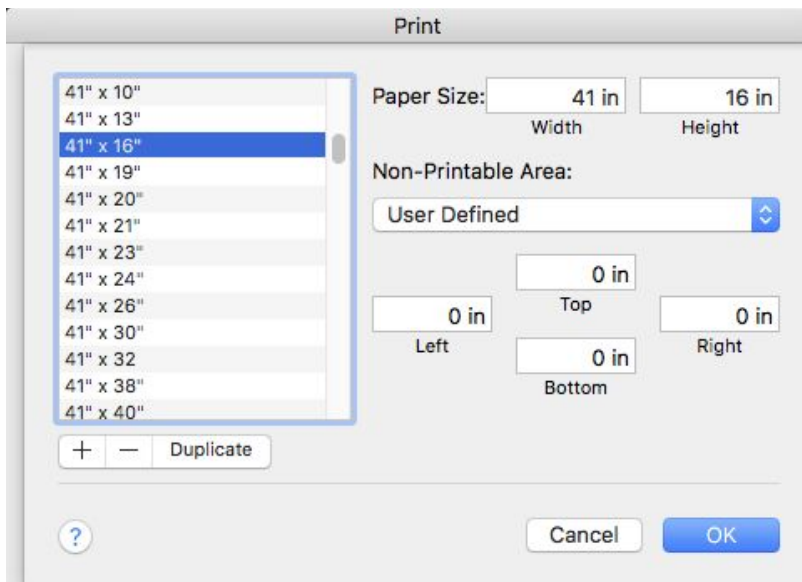 Print
41" x 10"
41" x 13"
41" x 16"
41" x 19"
41" x 20"
41" x 21"
41" x 23"
41" x 24"
41" x 26"
41" x 30"
41" x 32
41" x 38"
41" x 40"
+ − Duplicate
Paper Size: 41 in 16 in
Width Height
Non-Printable Area:
User Defined
0 in
Top
0 in 0 in
Left Right
0 in
Bottom
? Cancel OK